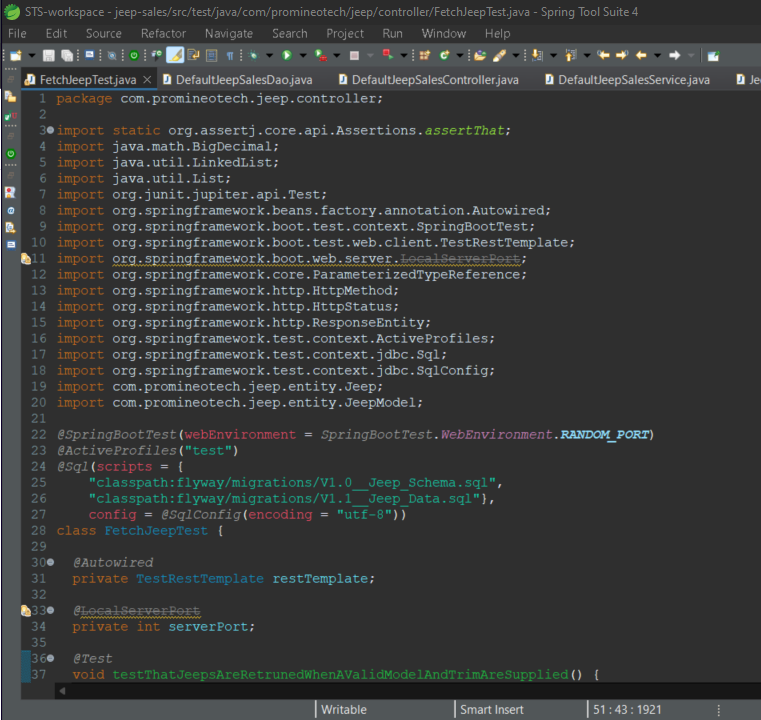 STS-workspace - jeep-sales/src/test/java/com/promineotech/jeep/controller/FetchJeepTest.java - Spring Tool Suite 4
File Edit Source Refactor Navigate Search Project Run Window Help
FetchJeepTest.java DefaultJeepSalesDao.java DefaultJeepSalesController.java DefaultJeepSalesService.java Je
1 package com.promineotech.jeep.controller;
2
3 import static org.assertj.core.api.Assertions.assertThat;
4 import java.math.BigDecimal;
5 import java.util.LinkedList;
6 import java.util.List;
7 import org.junit.jupiter.api.Test;
8 import org.springframework.beans.factory.annotation.Autowired;
9 import org.springframework.boot.test.context.SpringBootTest;
10 import org.springframework.boot.test.web.client.TestRestTemplate;
11 import org.springframework.boot.web.server.LocalServerPort;
12 import org.springframework.core.ParameterizedTypeReference;
13 import org.springframework.http.HttpMethod;
14 import org.springframework.http.HttpStatus;
15 import org.springframework.http.ResponseEntity;
16 import org.springframework.test.context.ActiveProfiles;
17 import org.springframework.test.context.jdbc.Sql;
18 import org.springframework.test.context.jdbc.SqlConfig;
19 import com.promineotech.jeep.entity.Jeep;
20 import com.promineotech.jeep.entity.JeepModel;
21
22 @SpringBootTest(webEnvironment = SpringBootTest.WebEnvironment.RANDOM_PORT)
23 @ActiveProfiles("test")
24 @Sql(scripts = {
25 "classpath:flyway/migrations/V1.0__Jeep_Schema.sql",
26 "classpath:flyway/migrations/V1.1__Jeep_Data.sql"},
27 config = @SqlConfig(encoding = "utf-8"))
28 class FetchJeepTest {
29
30 @Autowired
31 private TestRestTemplate restTemplate;
32
33 @LocalServerPort
34 private int serverPort;
35
36 @Test
37 void testThatJeepsAreRetrunedWhenAValidModelAndTrimAreSupplied() {
Writable Smart Insert 51 : 43 : 1921